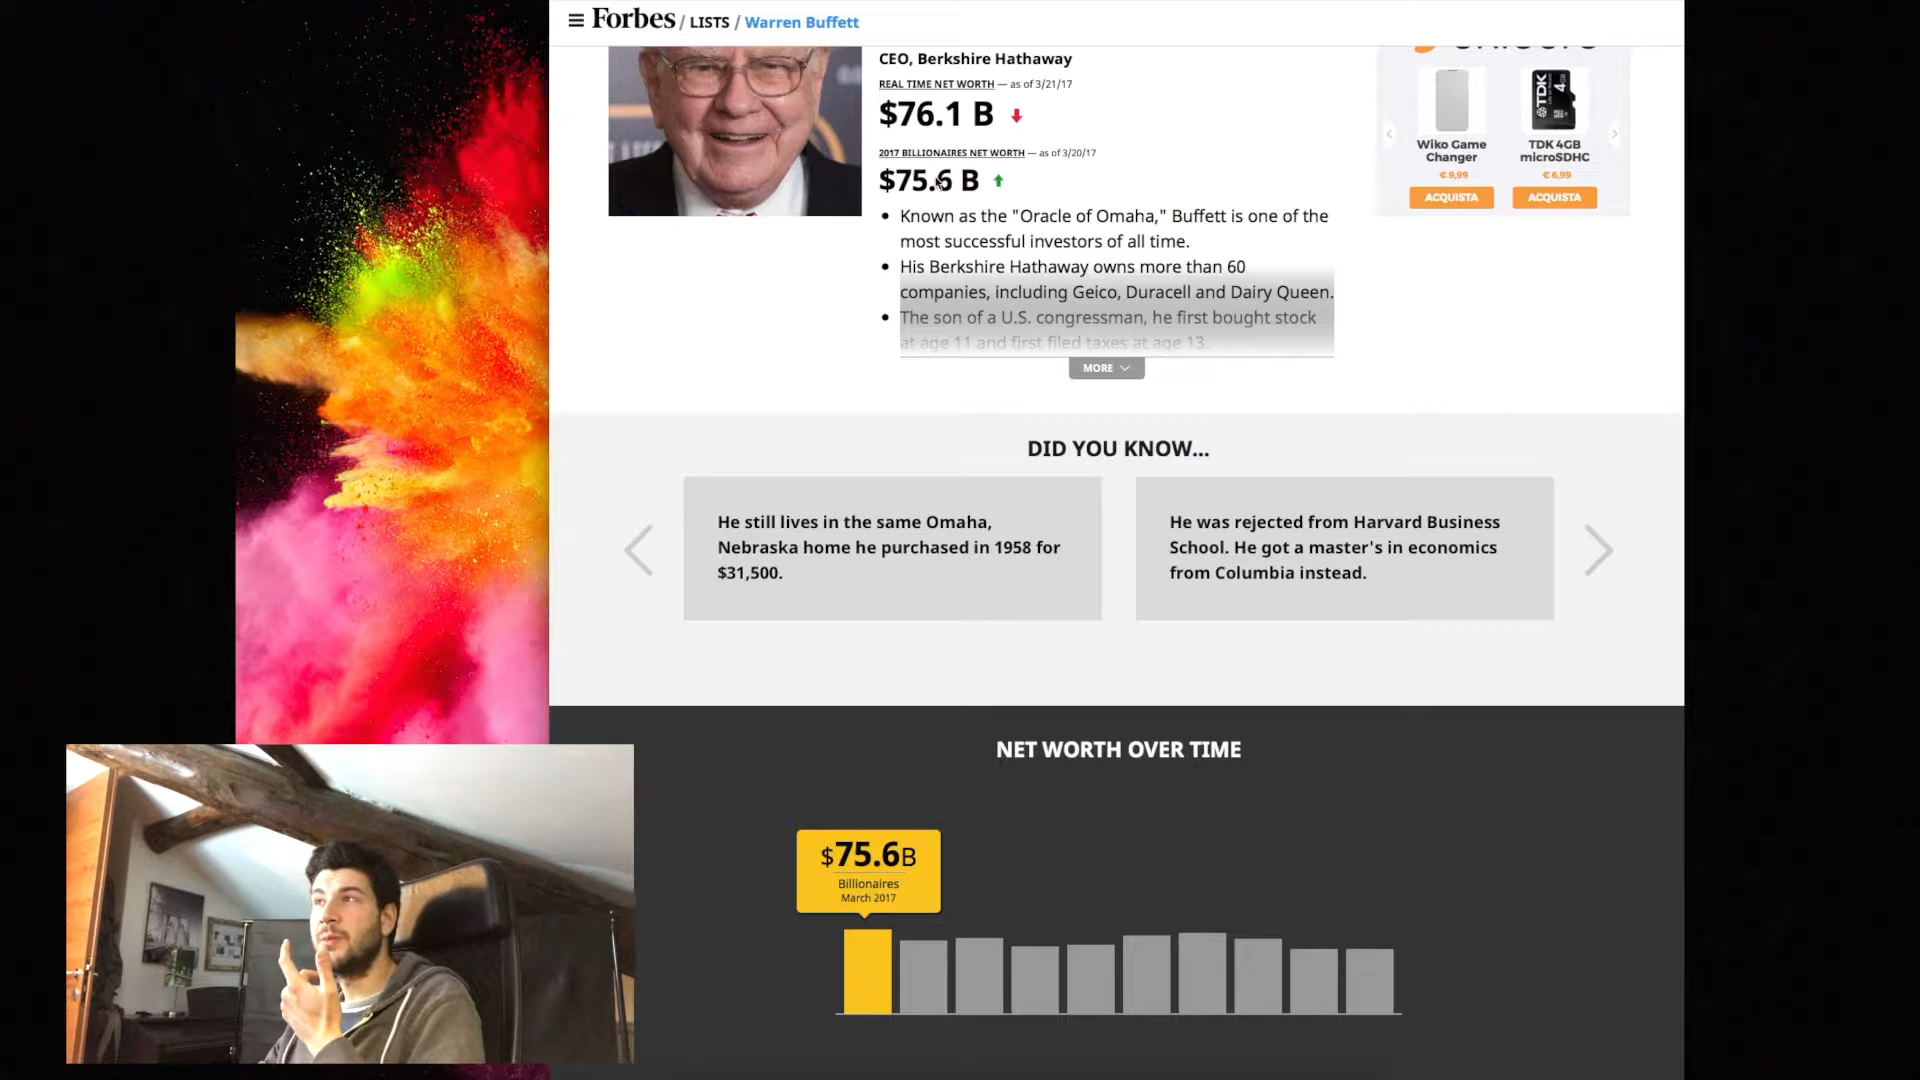 Forbes / LISTS / Warren Buffett
CEO, Berkshire Hathaway
REAL TIME NET WORTH — as of 3/21/17
$76.1 B
2017 BILLIONAIRES NET WORTH — as of 3/20/17
$75.6 B
Known as the "Oracle of Omaha," Buffett is one of the
most successful investors of all time.
His Berkshire Hathaway owns more than 60
companies, including Geico, Duracell and Dairy Queen.
The son of a U.S. congressman, he first bought stock
at age 11 and first filed taxes at age 13.
MORE
TDK
4GB
Wiko Game
Changer
€ 9,99
ACQUISTA
TDK 4GB
microSDHC
€ 6,99
ACQUISTA
DID YOU KNOW...
He still lives in the same Omaha,
Nebraska home he purchased in 1958 for
$31,500.
He was rejected from Harvard Business
School. He got a master's in economics
from Columbia instead.
NET WORTH OVER TIME
$75.6B
Billionaires
March 2017